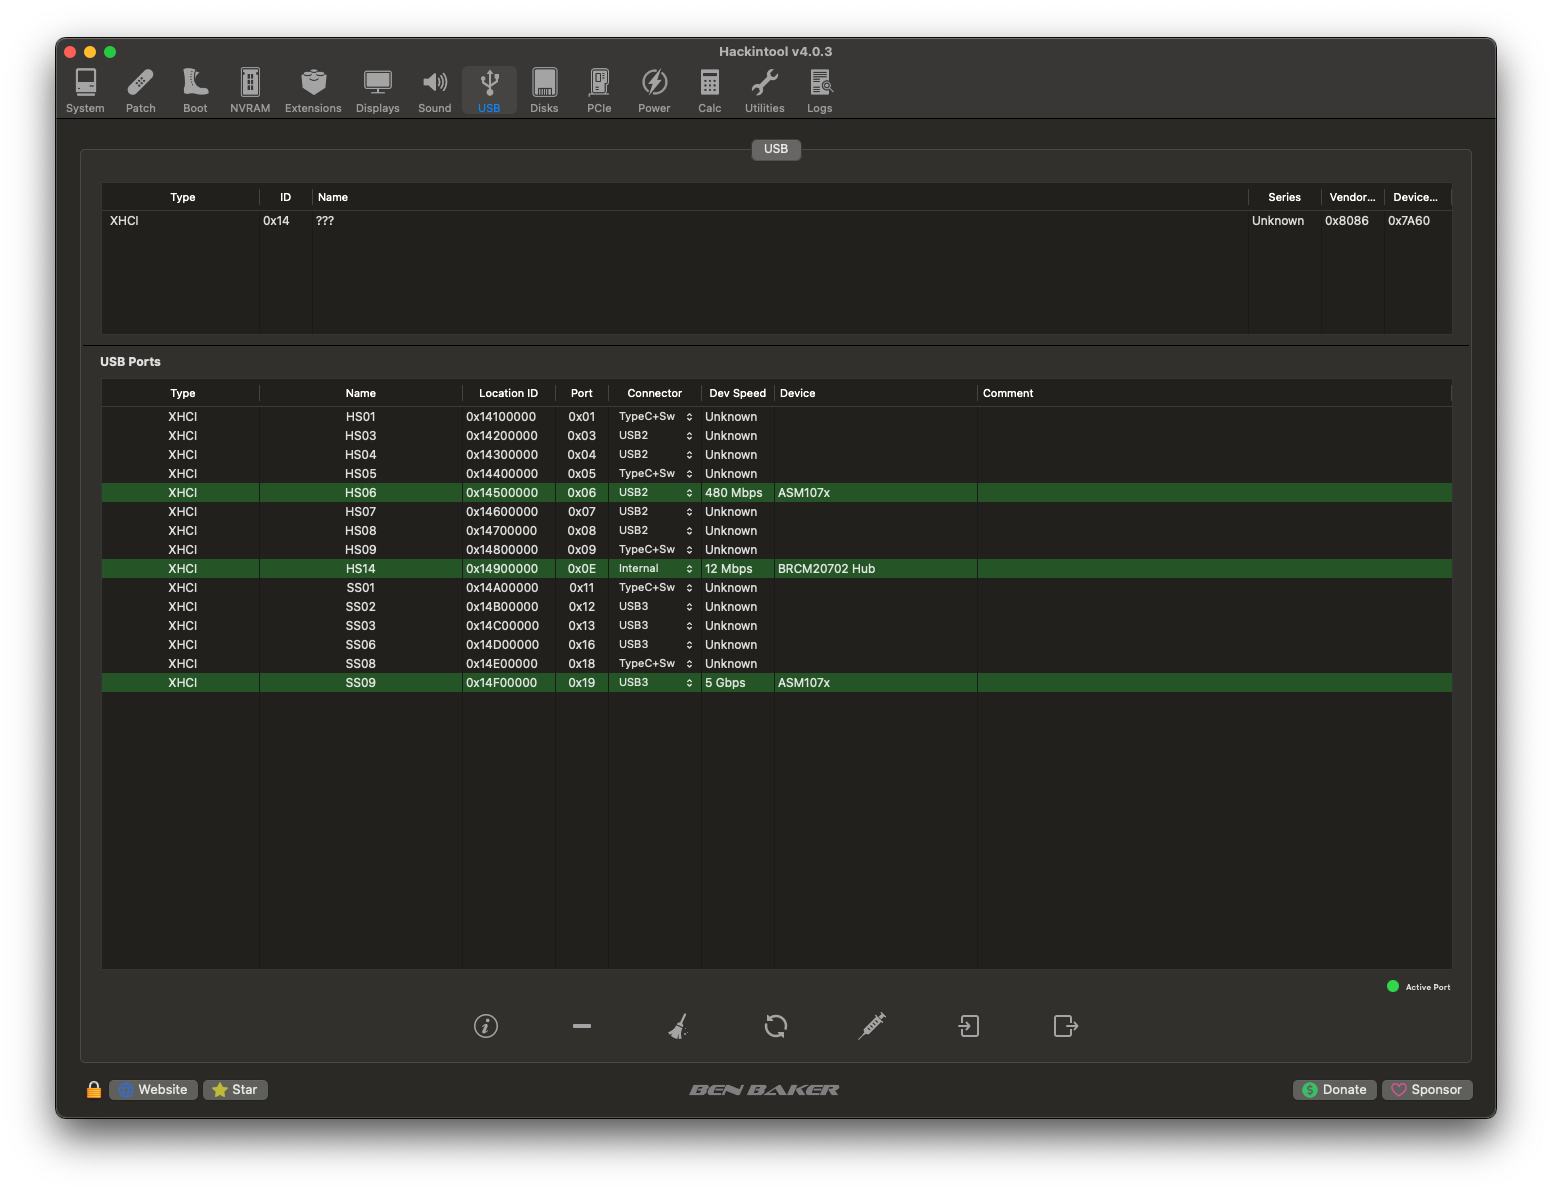 Hackintool v4.0.3
System Patch Boot NVRAM Extensions Displays Sound USB Disks PCIe Power Calc Utilities Logs
USB
Type ID Name Series Vendor... Device...
XHCI 0x14 ??? Unknown 0x8086 0x7A60
USB Ports
Type Name Location ID Port Connector Dev Speed Device Comment
XHCI HS01 0x14100000 0x01 TypeC+Sw Unknown
XHCI HS03 0x14200000 0x03 USB2 Unknown
XHCI HS04 0x14300000 0x04 USB2 Unknown
XHCI HS05 0x14400000 0x05 TypeC+Sw Unknown
XHCI HS06 0x14500000 0x06 USB2 480 Mbps ASM107x
XHCI HS07 0x14600000 0x07 USB2 Unknown
XHCI HS08 0x14700000 0x08 USB2 Unknown
XHCI HS09 0x14800000 0x09 TypeC+Sw Unknown
XHCI HS14 0x14900000 0x0E Internal 12 Mbps BRCM20702 Hub
XHCI SS01 0x14A00000 0x11 TypeC+Sw Unknown
XHCI SS02 0x14B00000 0x12 USB3 Unknown
XHCI SS03 0x14C00000 0x13 USB3 Unknown
XHCI SS06 0x14D00000 0x16 USB3 Unknown
XHCI SS08 0x14E00000 0x18 TypeC+Sw Unknown
XHCI SS09 0x14F00000 0x19 USB3 5 Gbps ASM107x
Active Port
Website Star BEN BAKER Donate Sponsor